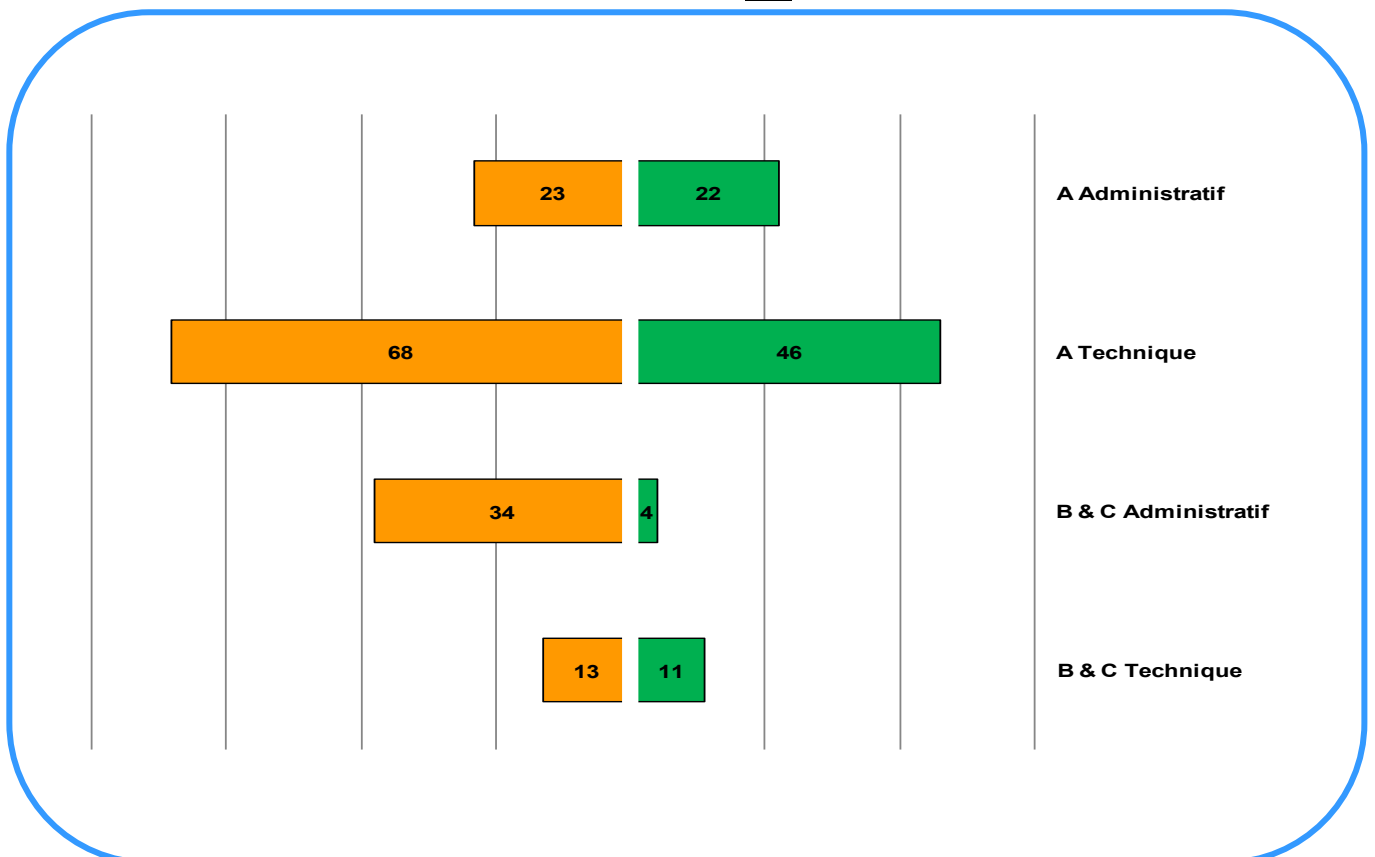 23 22 A Administratif
68 46 A Technique
34 4 B & C Administratif
13 11 B & C Technique